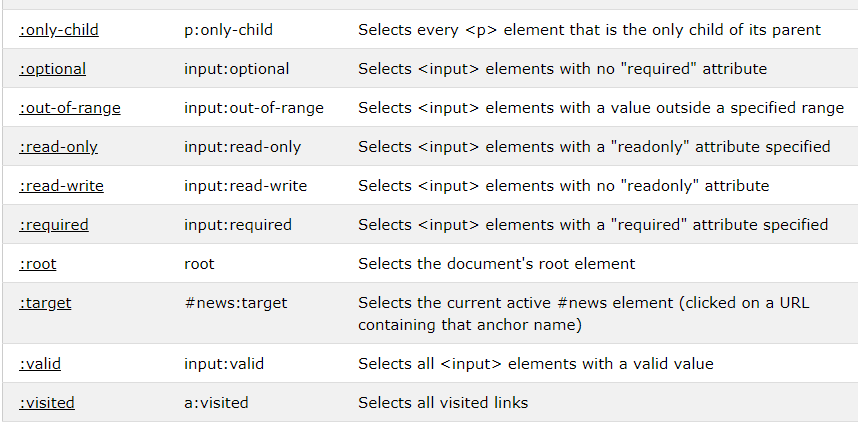 :only-child p:only-child Selects every <p> element that is the only child of its parent
:optional input:optional Selects <input> elements with no "required" attribute
:out-of-range input:out-of-range Selects <input> elements with a value outside a specified range
:read-only input:read-only Selects <input> elements with a "readonly" attribute specified
:read-write input:read-write Selects <input> elements with no "readonly" attribute
:required input:required Selects <input> elements with a "required" attribute specified
:root root Selects the document's root element
:target #news:target Selects the current active #news element (clicked on a URL
containing that anchor name)
:valid input:valid Selects all <input> elements with a valid value
:visited a:visited Selects all visited links